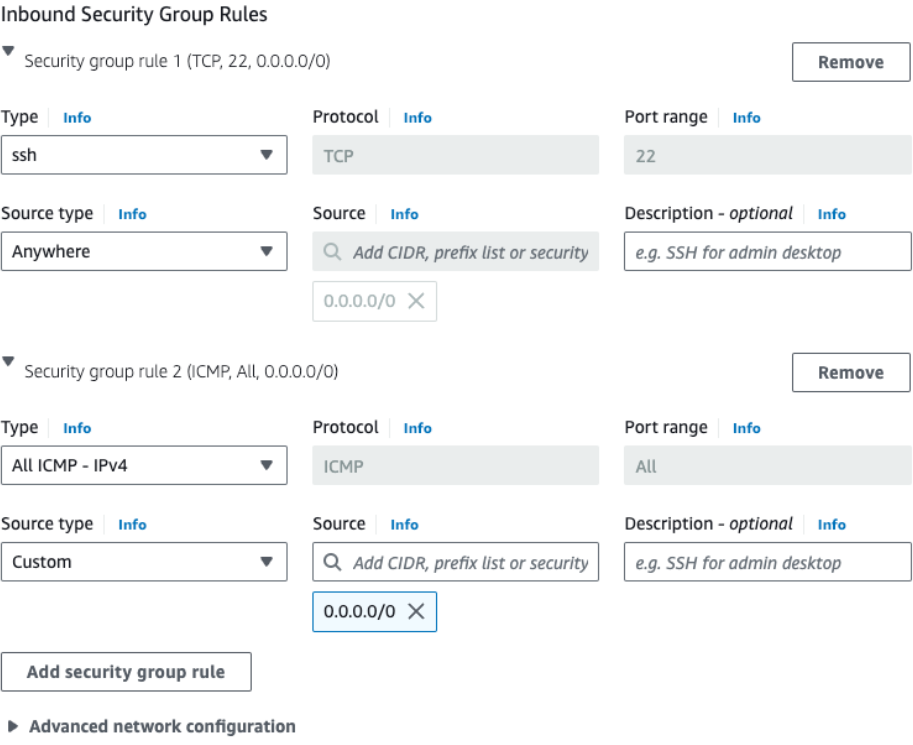 Inbound Security Group Rules
Security group rule 1 (TCP, 22, 0.0.0.0/0)
Remove
Type Info Protocol Info Port range Info
ssh TCP 22
Source type Info Source Info Description - optional Info
Anywhere Add CIDR, prefix list or security e.g. SSH for admin desktop
0.0.0.0/0
Security group rule 2 (ICMP, All, 0.0.0.0/0)
Remove
Type Info Protocol Info Port range Info
All ICMP - IPv4 ICMP All
Source type Info Source Info Description - optional Info
Custom Add CIDR, prefix list or security e.g. SSH for admin desktop
0.0.0.0/0
Add security group rule
Advanced network configuration